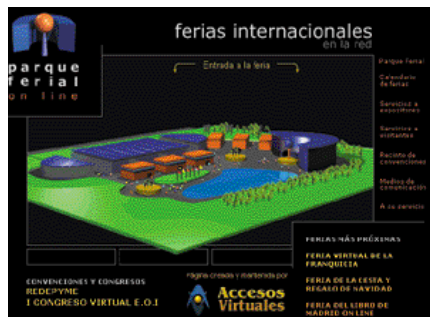 ferias internacionales
en la red
parque
ferial
on line
Entrada a la feria
Parque Ferial
Calendario
de ferias
Servicios a
expositores
Servicios a
visitantes
Recinto de
convenciones
Medios de
comunicación
A su servicio
FERIAS MÁS PRÓXIMAS
FERIA VIRTUAL DE LA
FRANQUICIA
FERIA DE LA CESTA Y
REGALO DE NAVIDAD
FERIA DEL LIBRO DE
MADRID ON LINE
CONVENCIONES Y CONGRESOS
REDEPYME
I CONGRESO VIRTUAL E.O.I
Página creada y mantenida por
Accesos
Virtuales